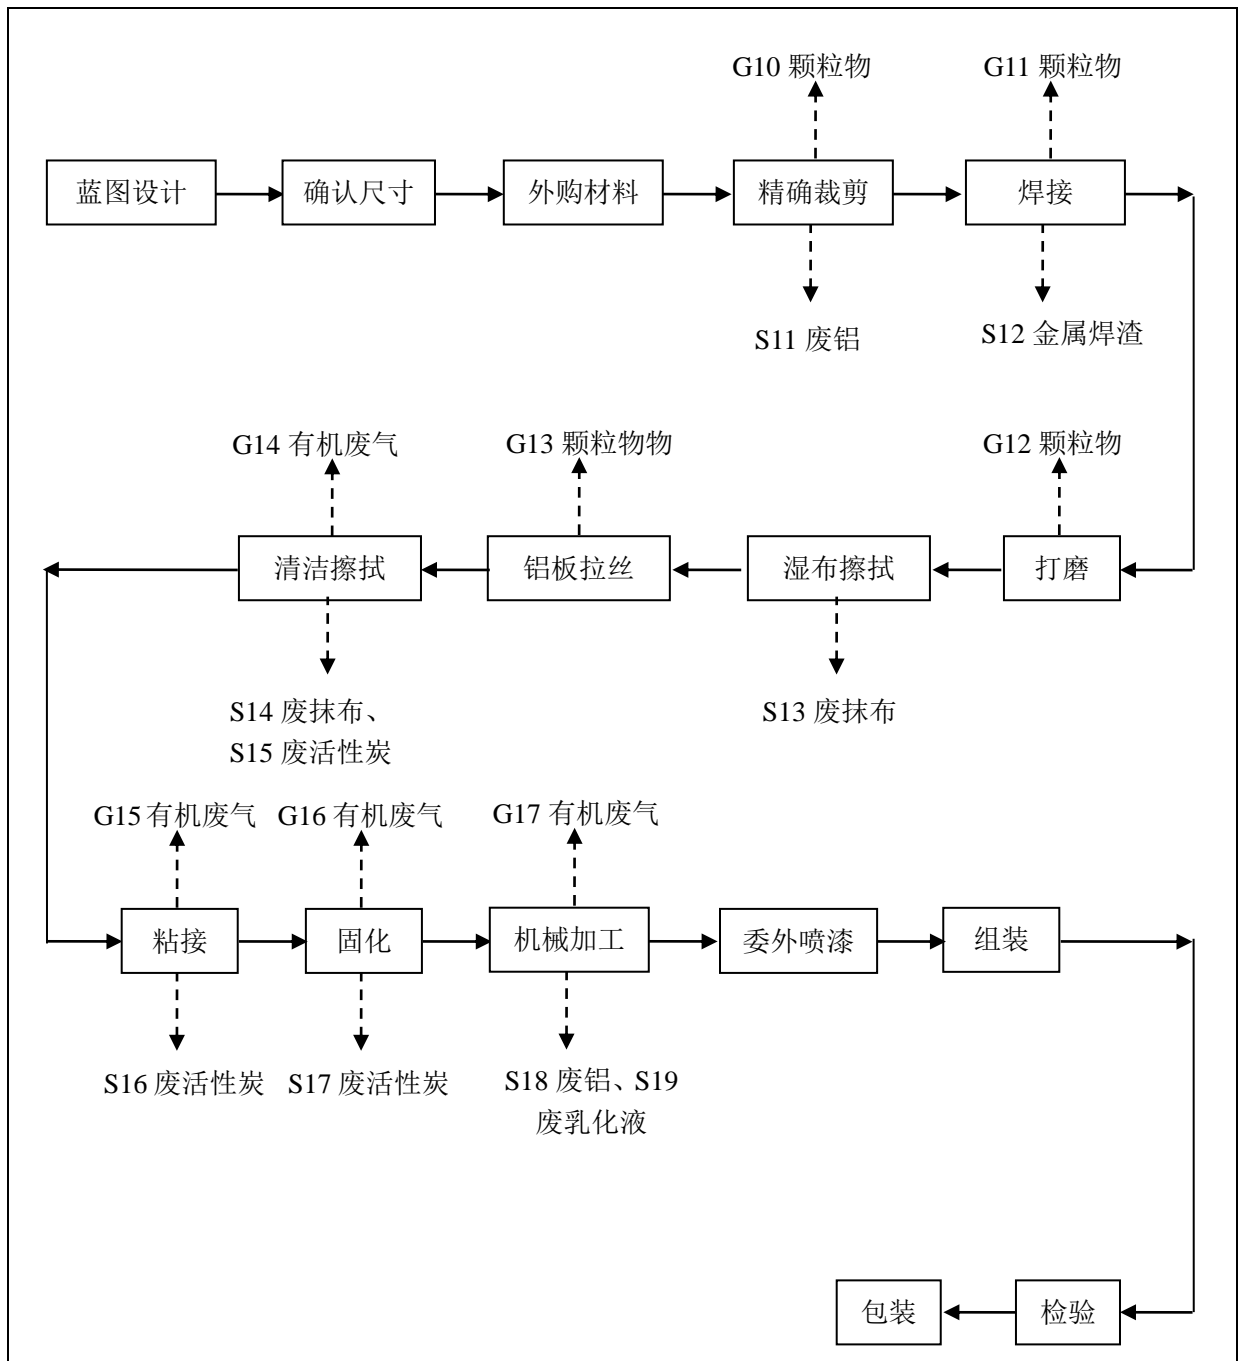 G10 颗粒物
G11 颗粒物
蓝图设计
确认尺寸
外购材料
精确裁剪
焊接
S11 废铝
S12 金属焊渣
G14 有机废气
G13 颗粒物物
G12 颗粒物
清洁擦拭
铝板拉丝
湿布擦拭
打磨
S14 废抹布、
S15 废活性炭
S13 废抹布
G15 有机废气
G16 有机废气
G17 有机废气
粘接
固化
机械加工
委外喷漆
组装
S16 废活性炭
S17 废活性炭
S18 废铝、S19
废乳化液
包装
检验